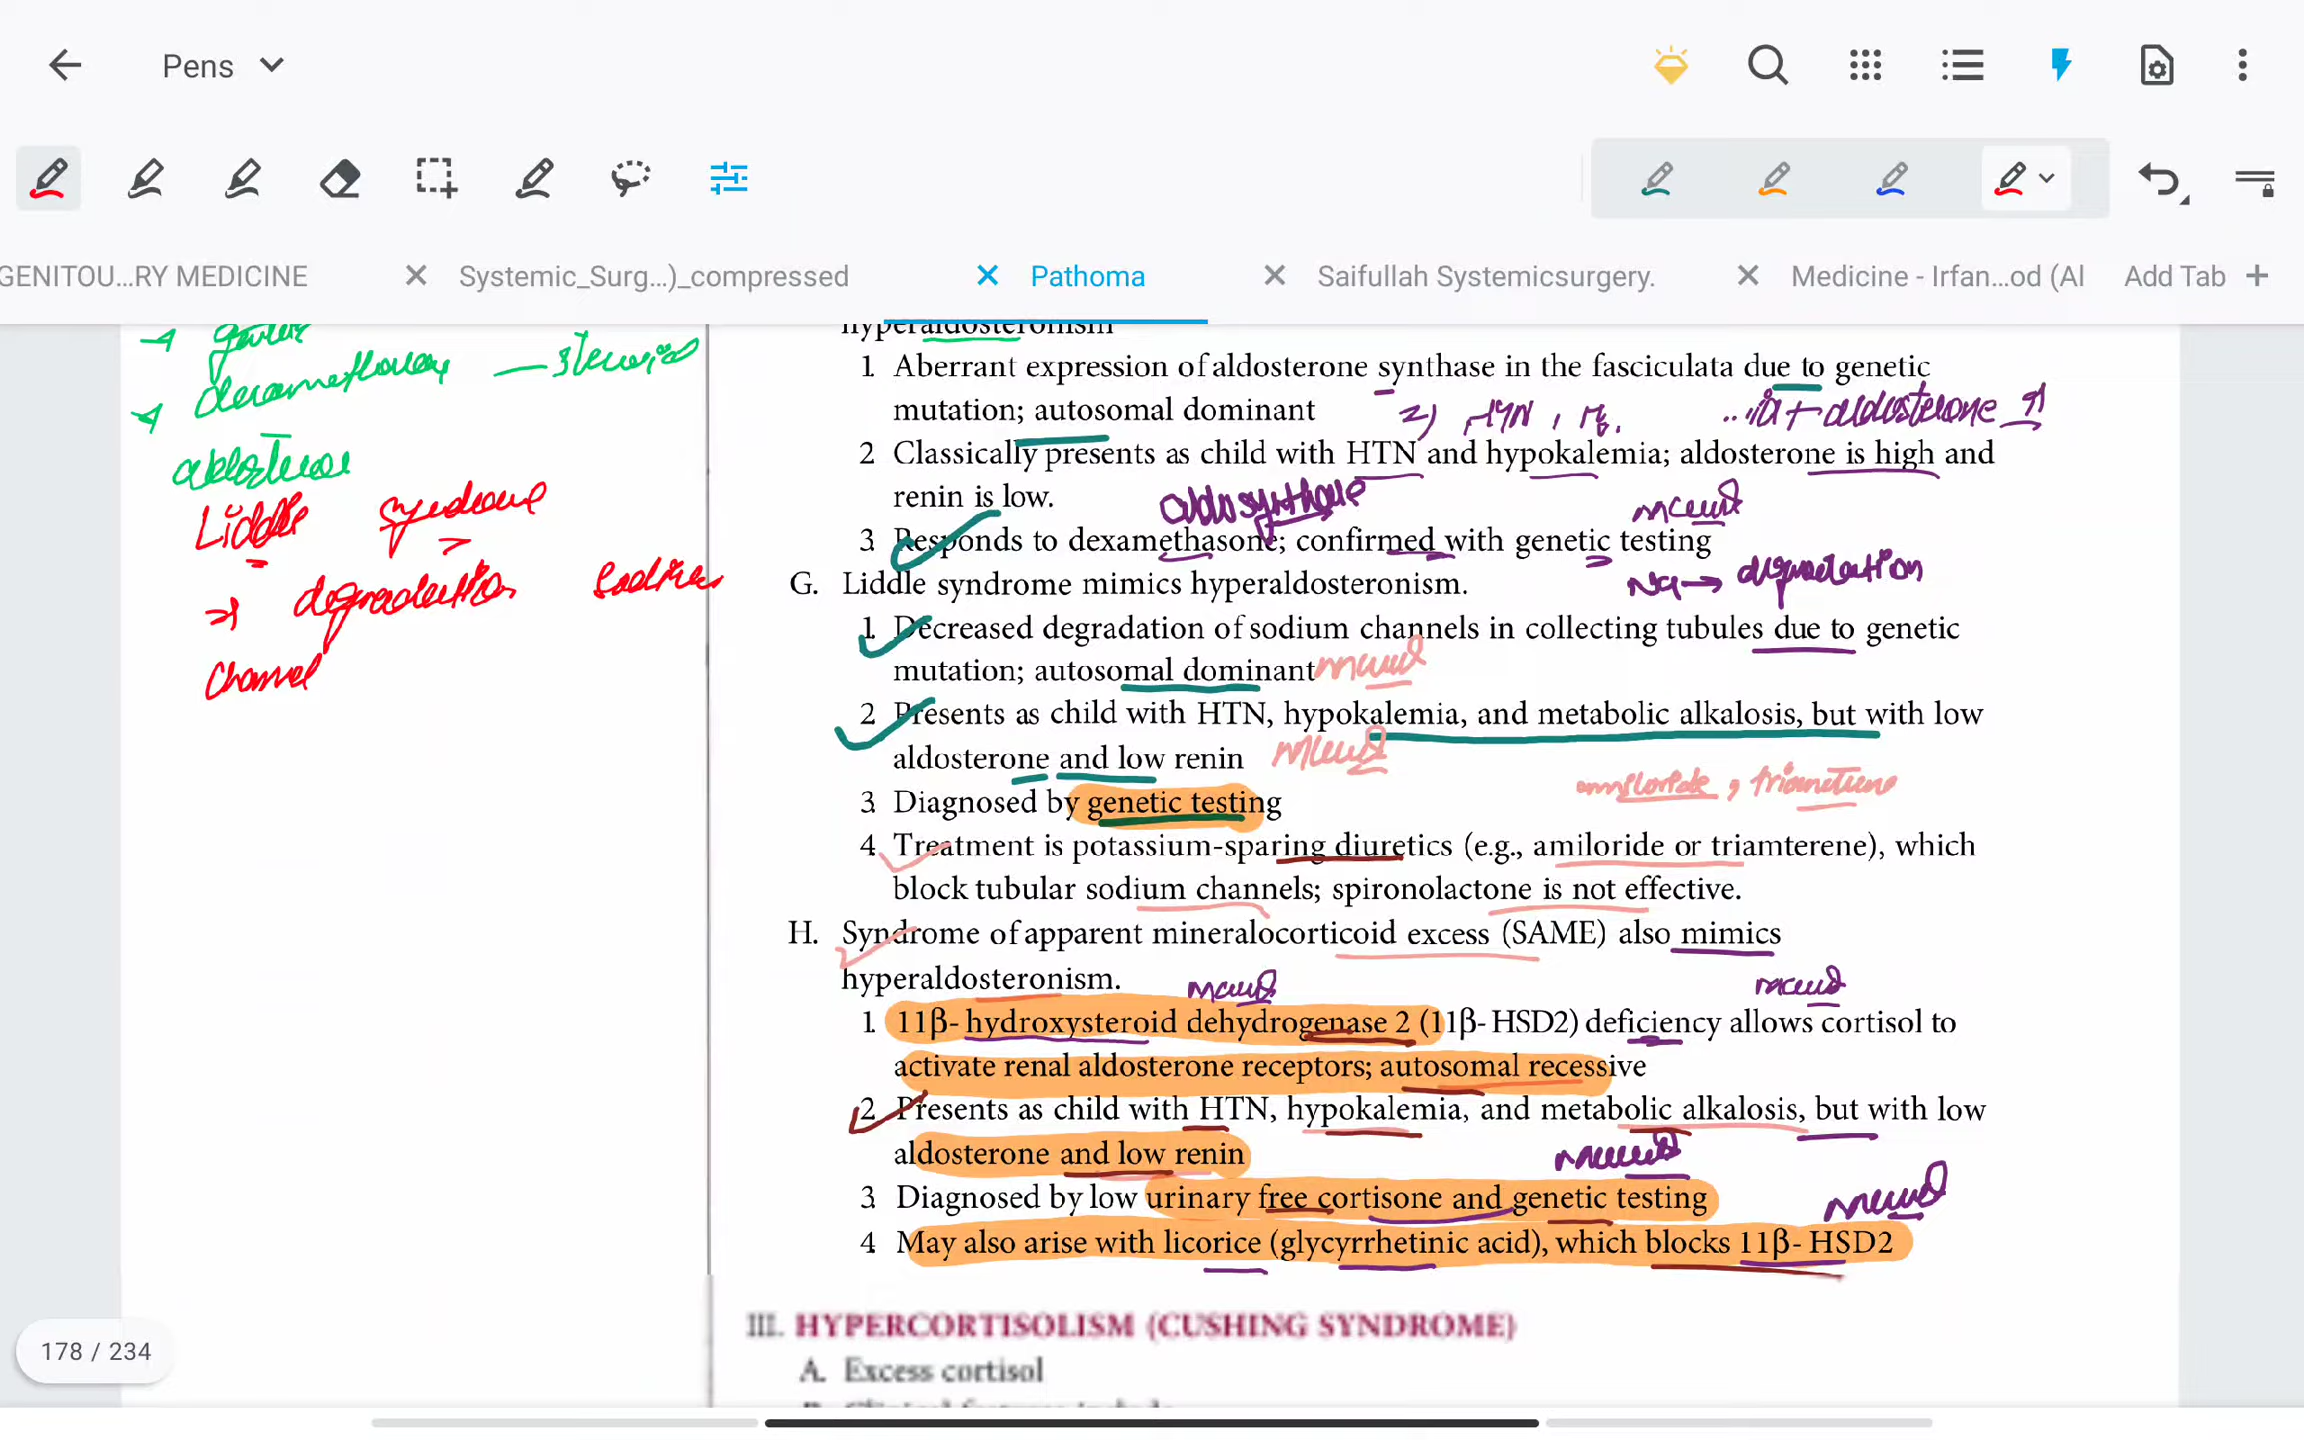 Pens
GENITOU...RY MEDICINE
Systemic_Surg...)_compressed
Pathoma
Saifullah Systemicsurgery.
Medicine - Irfan...od (Al
Add Tab +
hyperaldosteronism
1. Aberrant expression of aldosterone synthase in the fasciculata due to genetic
mutation; autosomal dominant
aldosterone
2 Classically presents as child with HTN and hypokalemia; aldosterone is high and
renin is low.
3 Responds to dexamethasone; confirmed with genetic testing
Na → degradation
G. Liddle syndrome mimics hyperaldosteronism.
1. Decreased degradation of sodium channels in collecting tubules due to genetic
mutation; autosomal dominant
2 Presents as child with HTN, hypokalemia, and metabolic alkalosis, but with low
aldosterone and low renin
3 Diagnosed by genetic testing
4. Treatment is potassium-sparing diuretics (e.g., amiloride or triamterene), which
block tubular sodium channels; spironolactone is not effective.
H. Syndrome of apparent mineralocorticoid excess (SAME) also mimics
hyperaldosteronism.
1. 11β-hydroxysteroid dehydrogenase 2 (11β-HSD2) deficiency allows cortisol to
activate renal aldosterone receptors; autosomal recessive
2. Presents as child with HTN, hypokalemia, and metabolic alkalosis, but with low
aldosterone and low renin
3 Diagnosed by low urinary free cortisone and genetic testing
4 May also arise with licorice (glycyrrhetinic acid), which blocks 11β-HSD2
III. HYPERCORTISOLISM (CUSHING SYNDROME)
A. Excess cortisol
Liddle syndrome
⇒ degradation
Channel
178 / 234